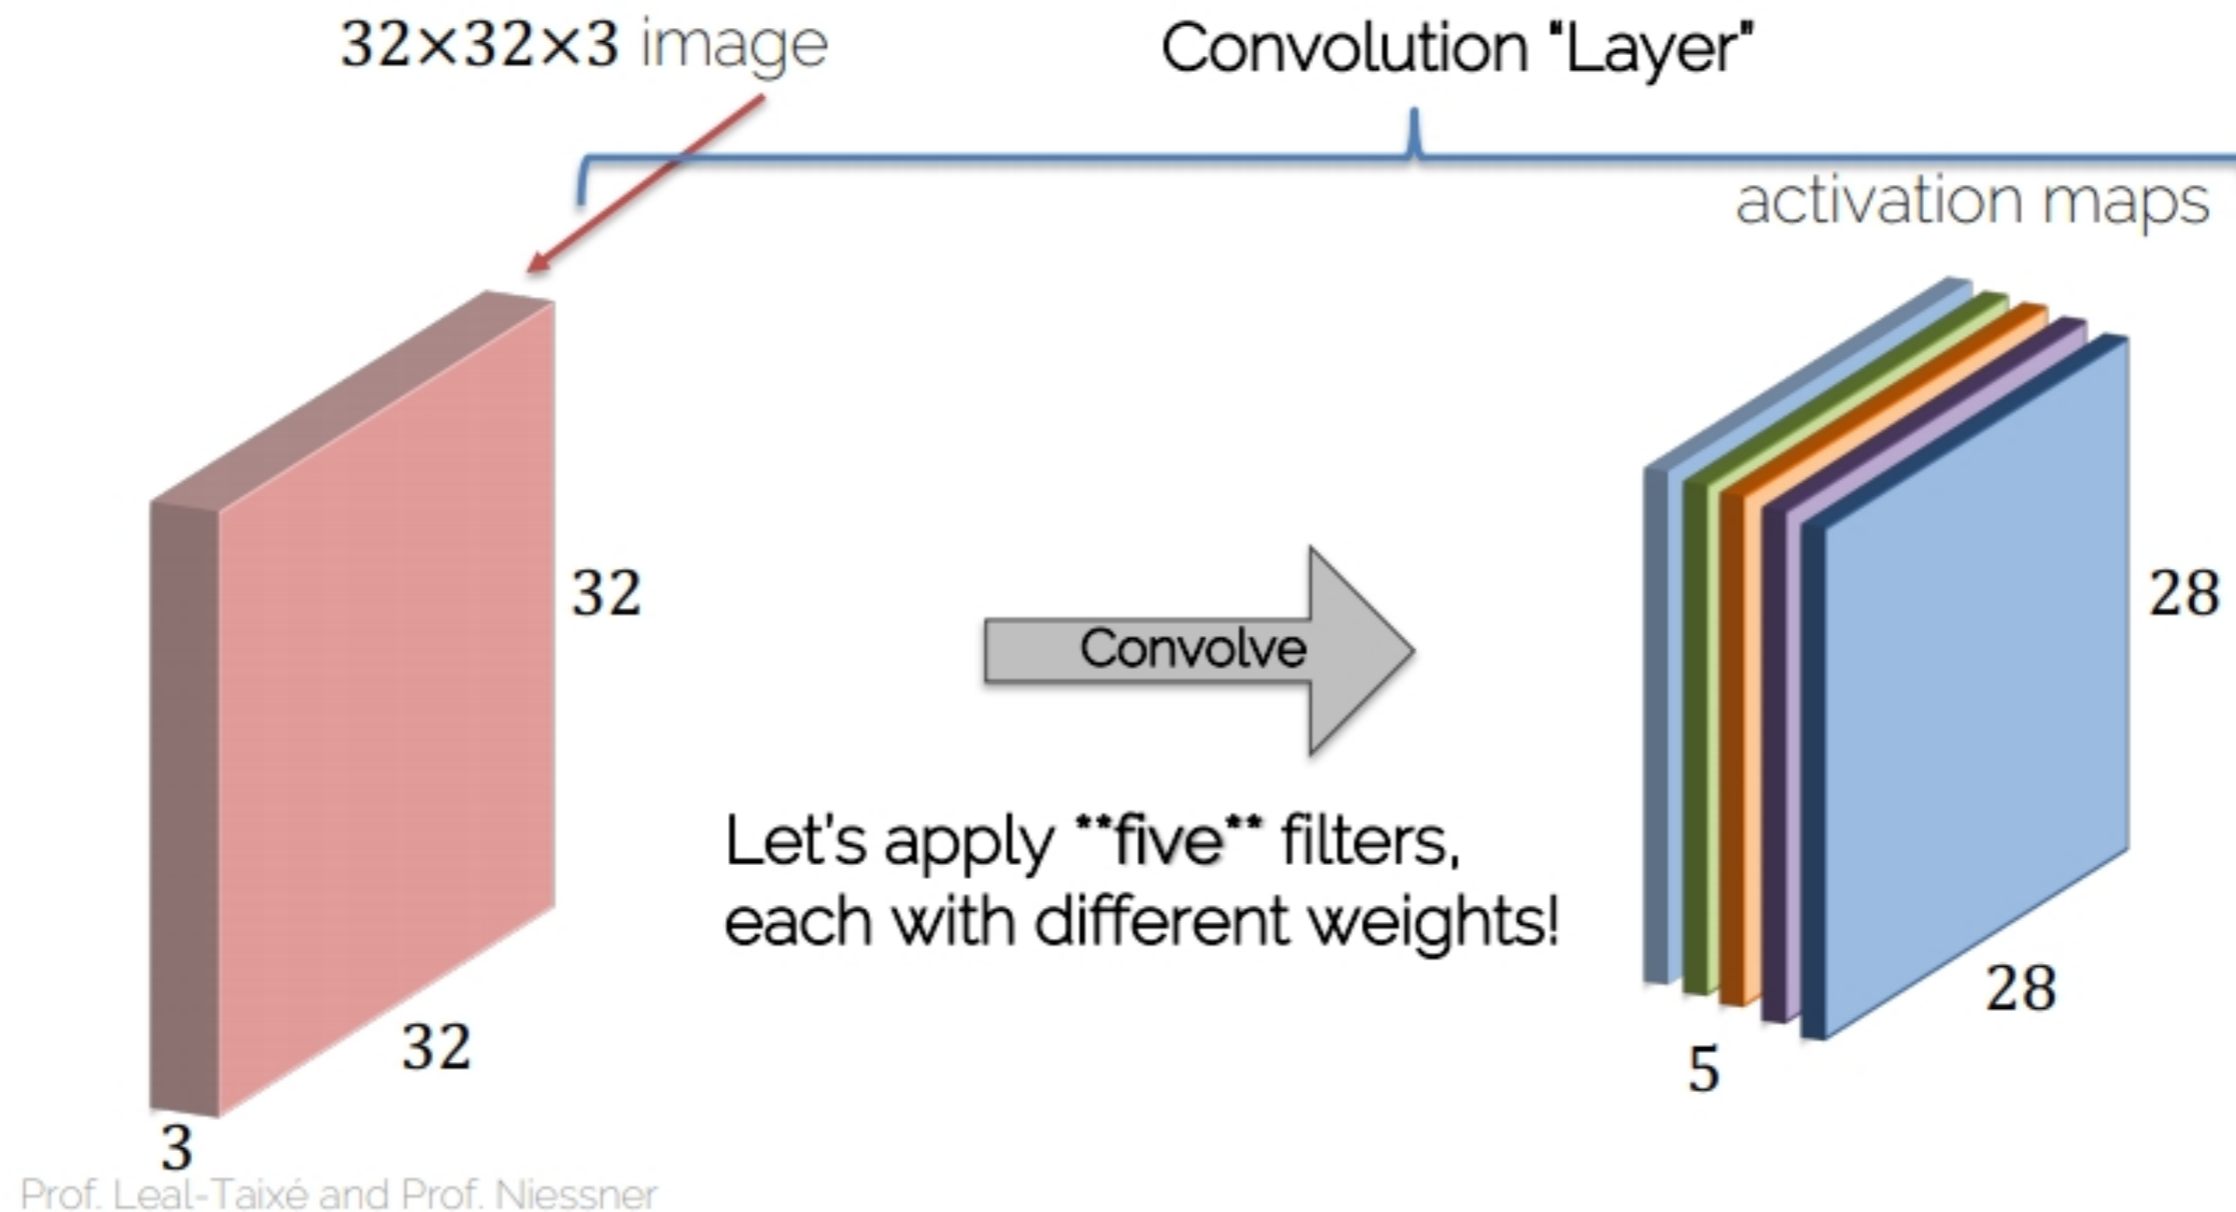 32×32×3 image
Convolution "Layer"
activation maps
32
32
3
Convolve
Let's apply **five** filters,
each with different weights!
28
28
5
Prof. Leal-Taixé and Prof. Niessner